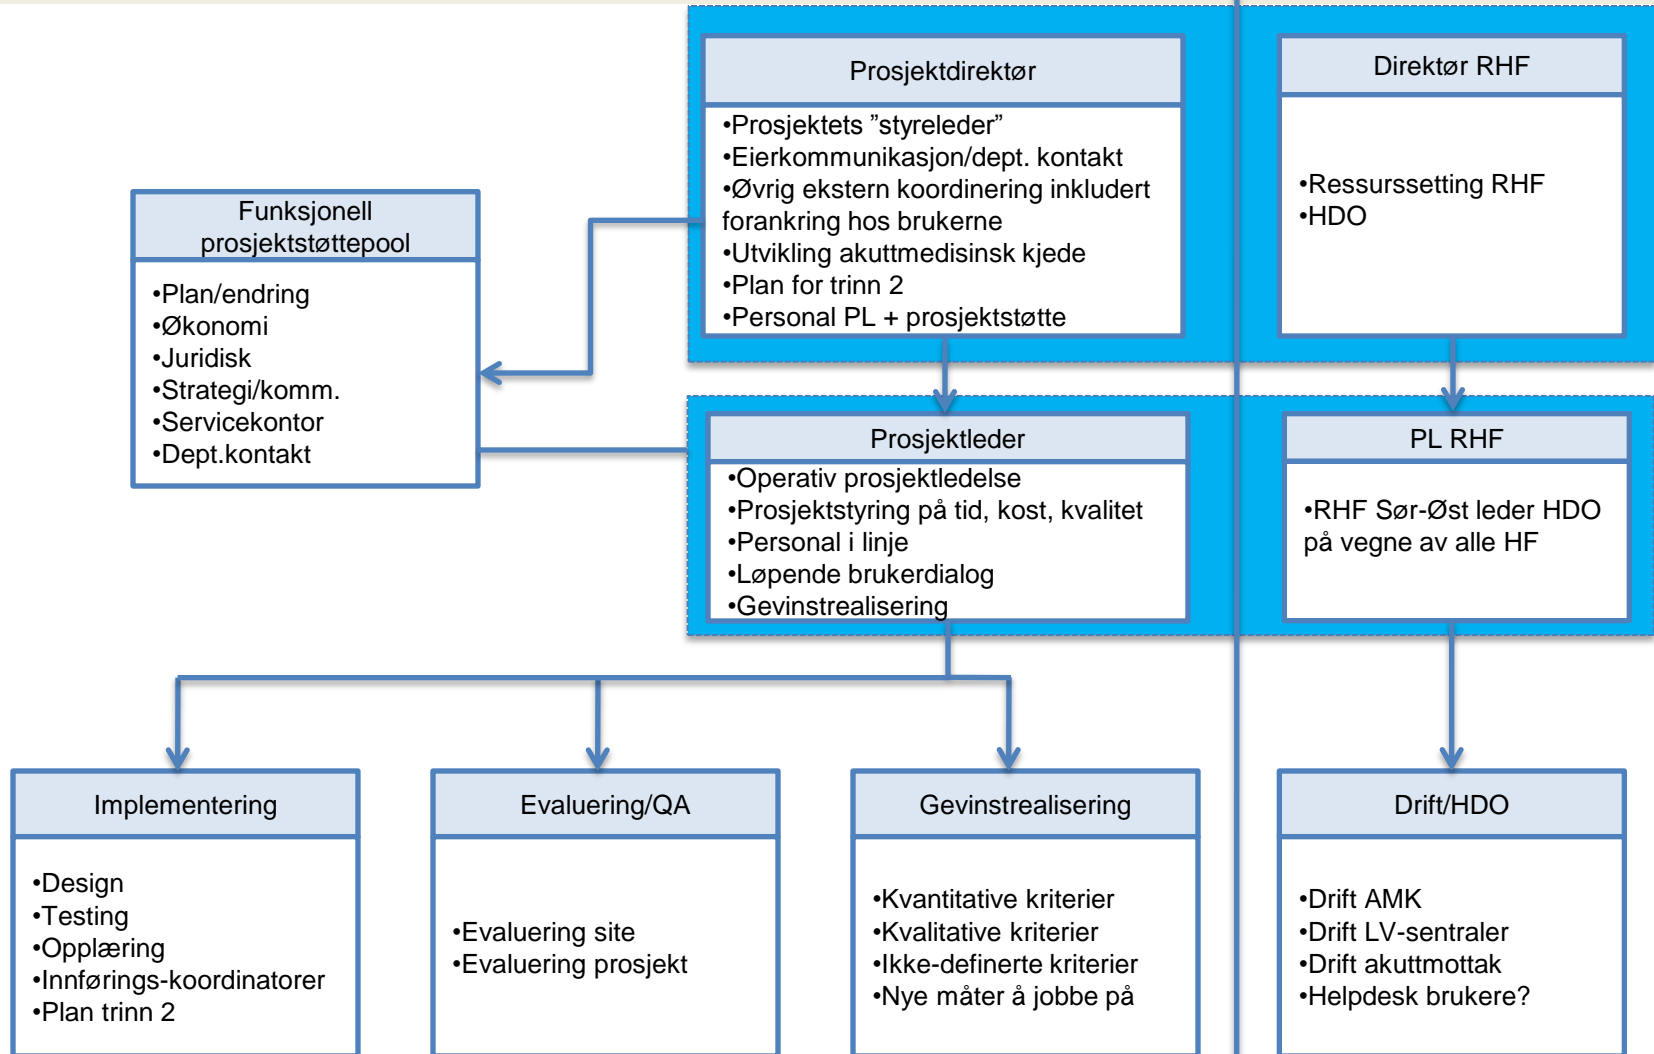 Prosjektdirektør
•Prosjektets ”styreleder”
•Eierkommunikasjon/dept. kontakt
•Øvrig ekstern koordinering inkludert
forankring hos brukerne
•Utvikling akuttmedisinsk kjede
•Plan for trinn 2
•Personal PL + prosjektstøtte
Direktør RHF
•Ressurssetting RHF
•HDO
Funksjonell
prosjektstøttepool
•Plan/endring
•Økonomi
•Juridisk
•Strategi/komm.
•Servicekontor
•Dept.kontakt
Prosjektleder
•Operativ prosjektledelse
•Prosjektstyring på tid, kost, kvalitet
•Personal i linje
•Løpende brukerdialog
•Gevinstrealisering
PL RHF
•RHF Sør-Øst leder HDO
på vegne av alle HF
Implementering
•Design
•Testing
•Opplæring
•Innførings-koordinatorer
•Plan trinn 2
Evaluering/QA
•Evaluering site
•Evaluering prosjekt
Gevinstrealisering
•Kvantitative kriterier
•Kvalitative kriterier
•Ikke-definerte kriterier
•Nye måter å jobbe på
Drift/HDO
•Drift AMK
•Drift LV-sentraler
•Drift akuttmottak
•Helpdesk brukere?